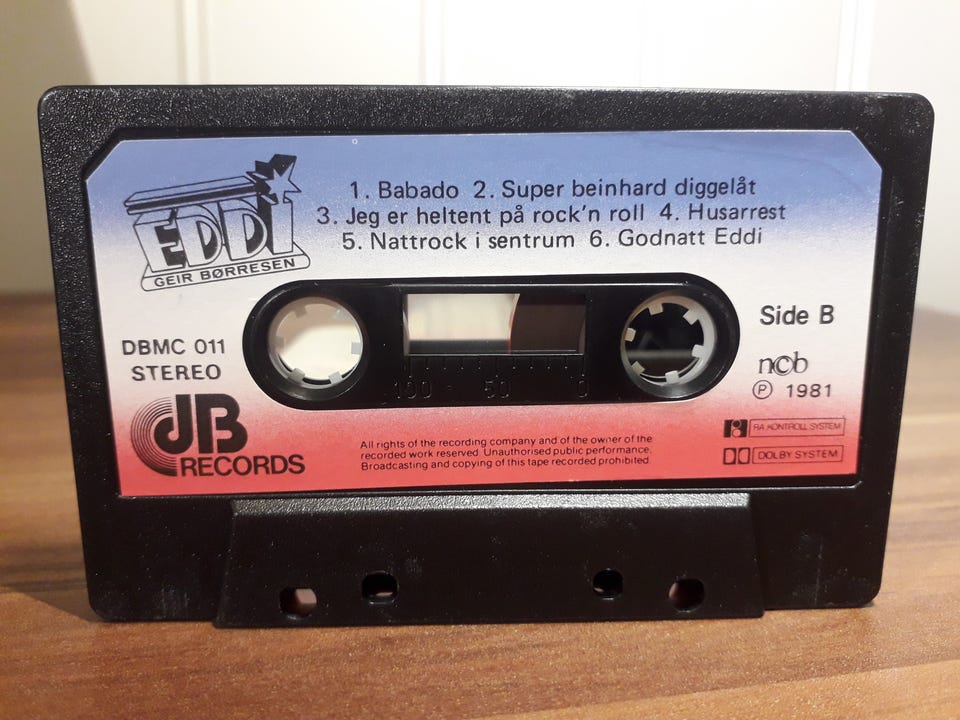 EDDI
GEIR BØRRESEN
1. Babado 2. Super beinhard diggelåt
3. Jeg er heltent på rock'n roll 4. Husarrest
5. Nattrock i sentrum 6. Godnatt Eddi
DBMC 011
STEREO
100 50 0
Side B
ncb
Ⓟ 1981
dB
RECORDS
All rights of the recording company and of the owner of the
recorded work reserved. Unauthorised public performance.
Broadcasting and copying of this tape recorded prohibited.
RA KONTROLL SYSTEM
DOLBY SYSTEM